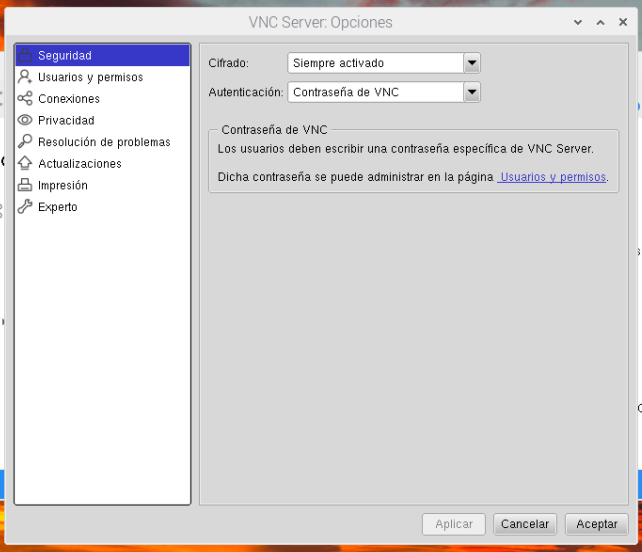 VNC Server: Opciones
Seguridad
Usuarios y permisos
Conexiones
Privacidad
Resolución de problemas
Actualizaciones
Impresión
Experto
Cifrado: Siempre activado
Autenticación: Contraseña de VNC
Contraseña de VNC
Los usuarios deben escribir una contraseña específica de VNC Server.
Dicha contraseña se puede administrar en la página Usuarios y permisos.
Aplicar Cancelar Aceptar